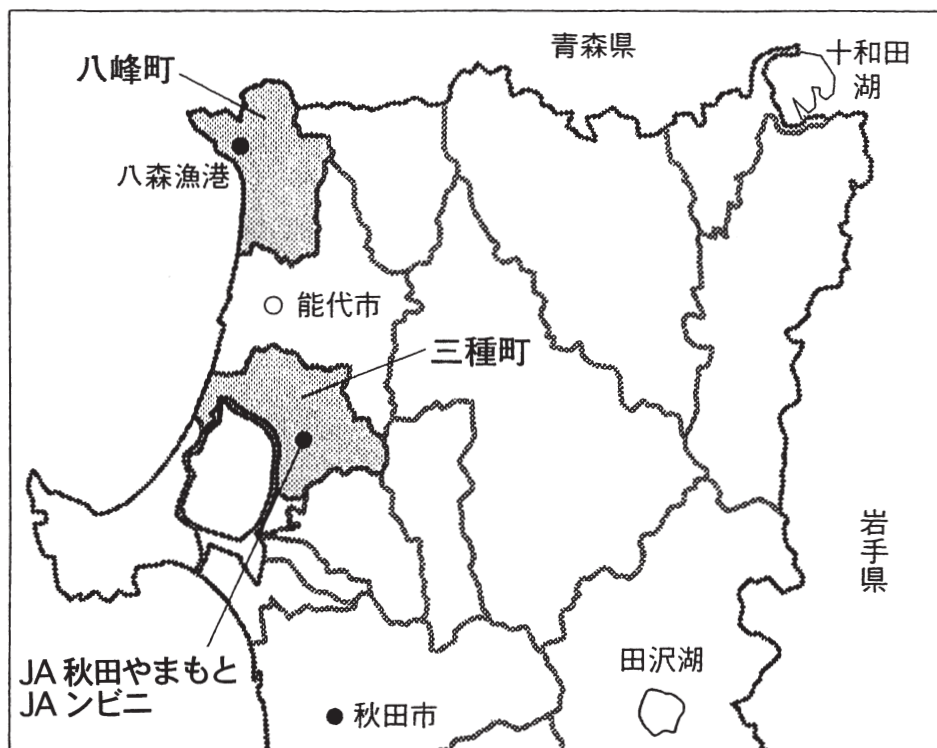 青森県
十和田
湖
八峰町
八森漁港
能代市
三種町
岩手県
JA 秋田やまもと
JA ンビニ
田沢湖
秋田市